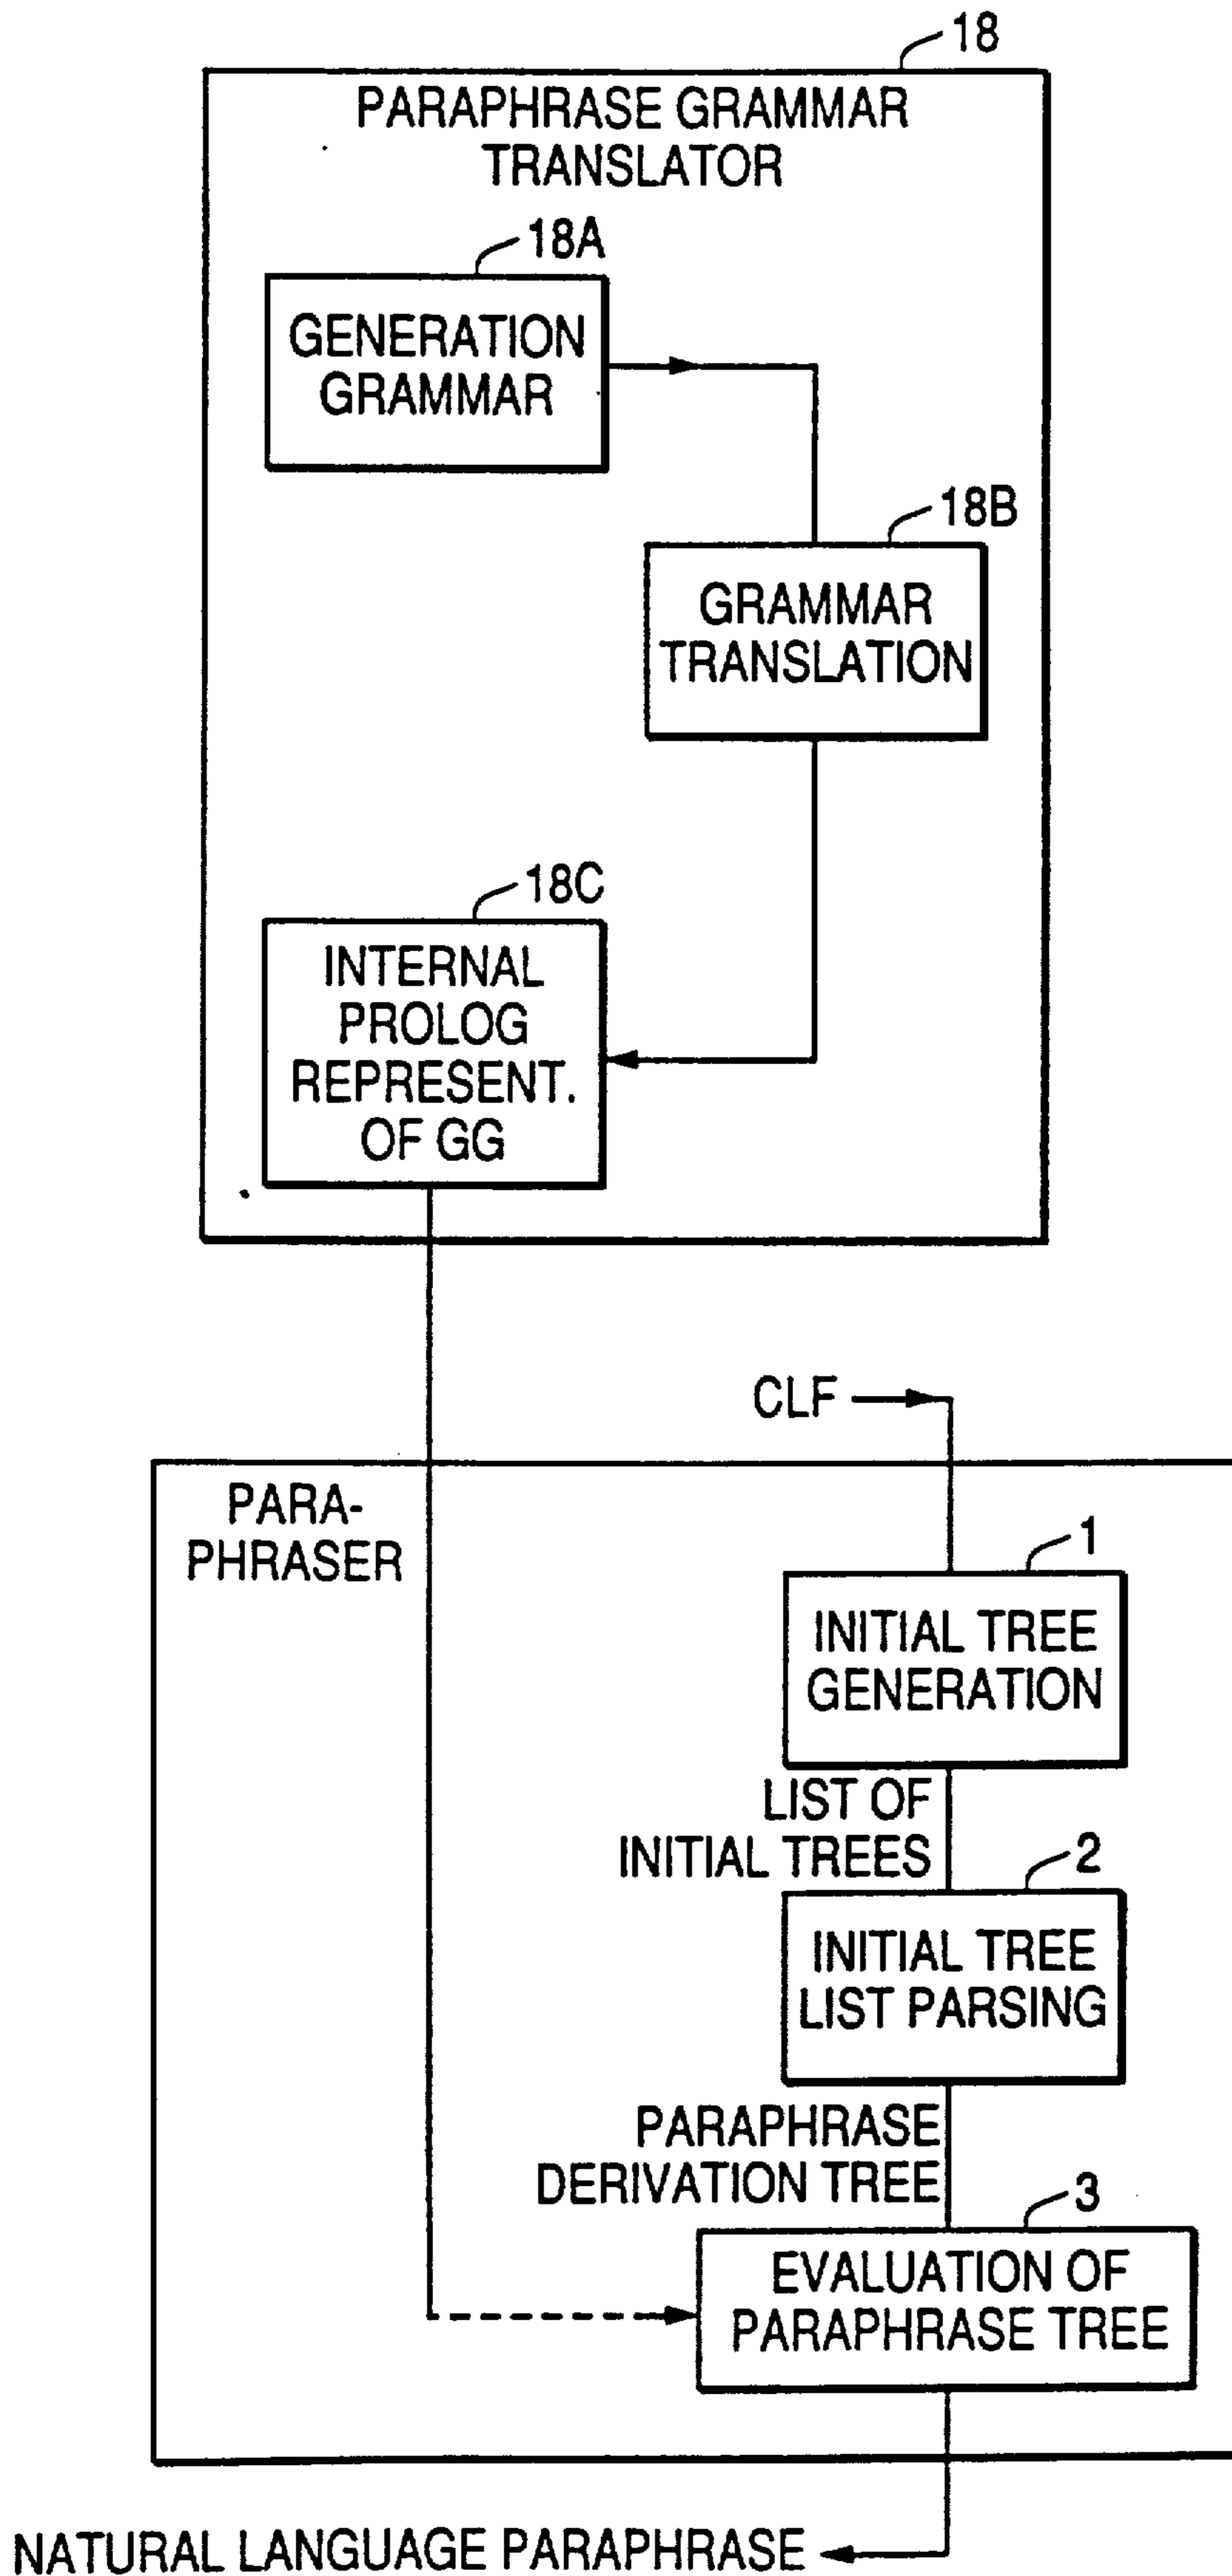 18
PARAPHRASE GRAMMAR
TRANSLATOR
18A
GENERATION
GRAMMAR
18B
GRAMMAR
TRANSLATION
18C
INTERNAL
PROLOG
REPRESENT.
OF GG
CLF
PARA-
PHRASER
1
INITIAL TREE
GENERATION
LIST OF
INITIAL TREES
2
INITIAL TREE
LIST PARSING
PARAPHRASE
DERIVATION TREE
3
EVALUATION OF
PARAPHRASE TREE
NATURAL LANGUAGE PARAPHRASE